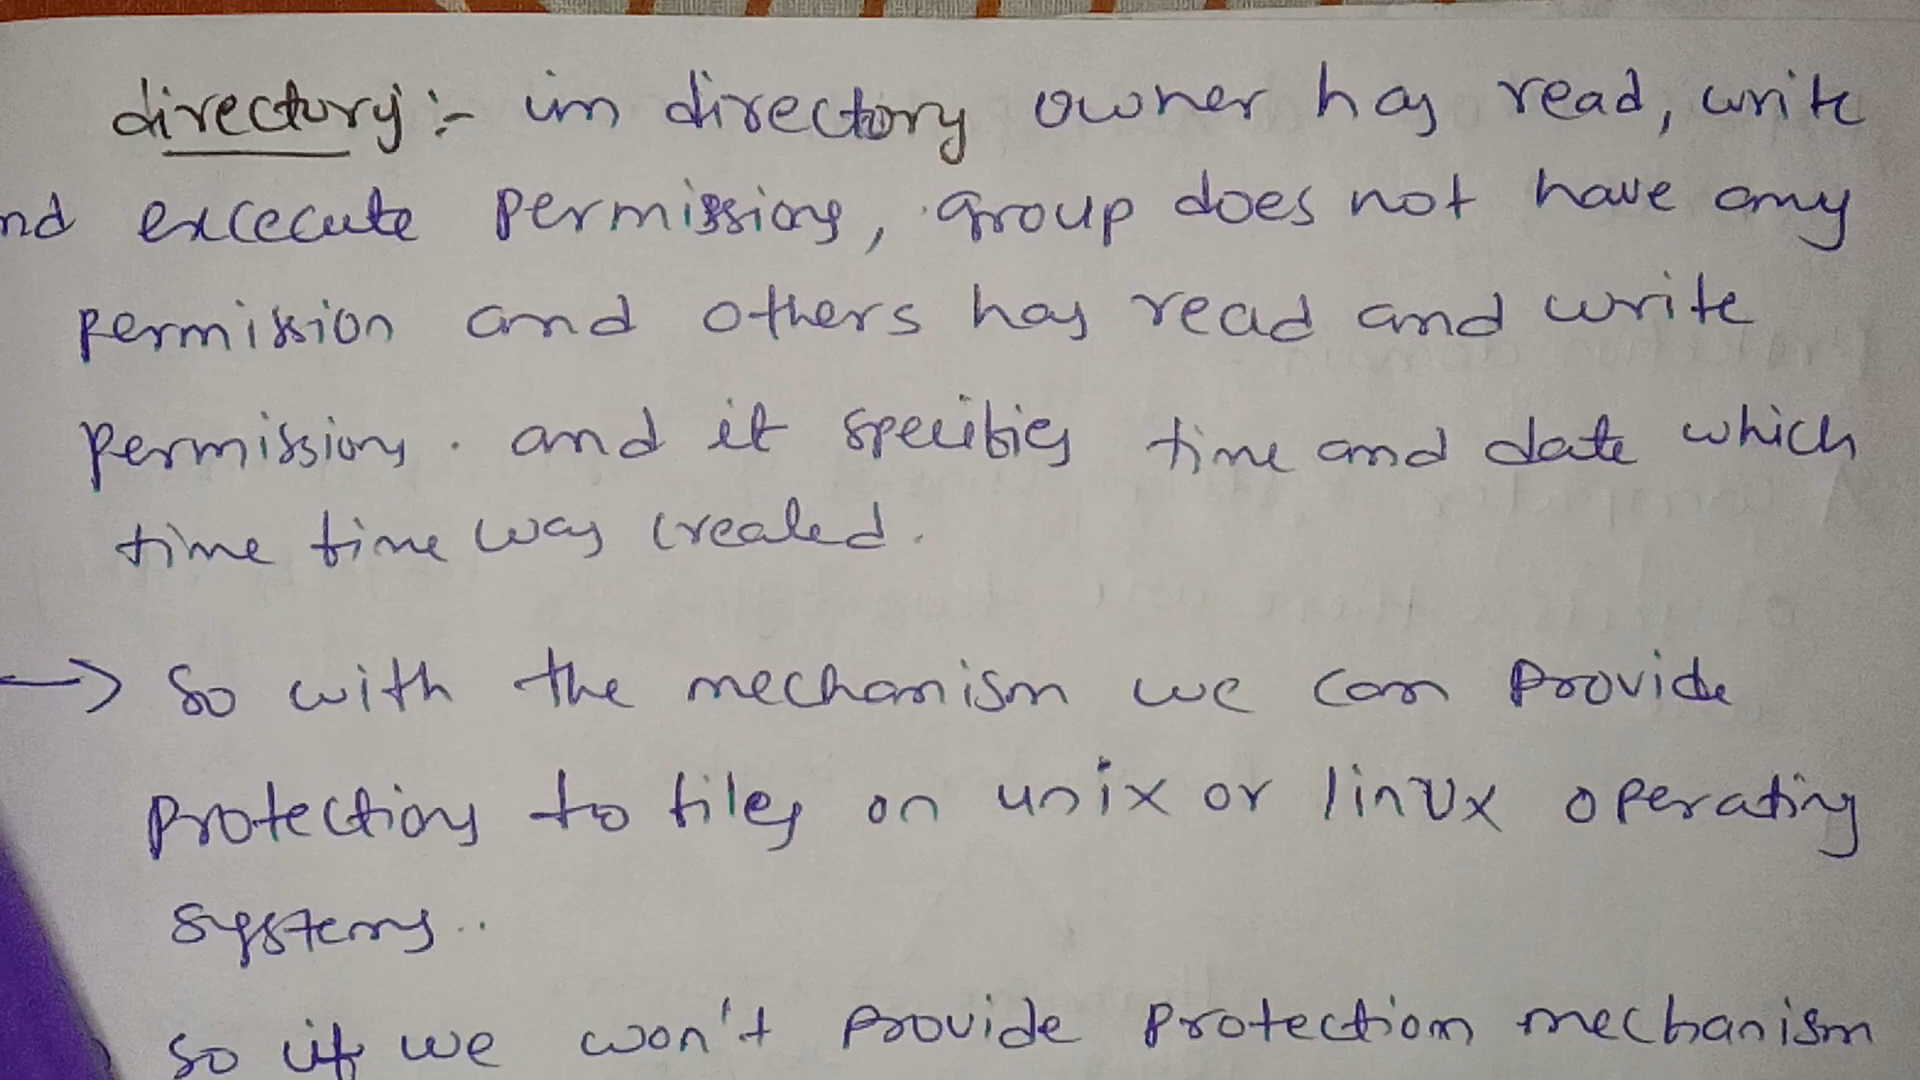 directory :- in directory owner has read, write
nd excecute permissions, group does not have any
permission and others has read and write
permissions. and it specifies time and date which
time time was created.
→ so with the mechanism we can provide
protections to files on unix or linux operating
systems..
so if we won't provide protection mechanism